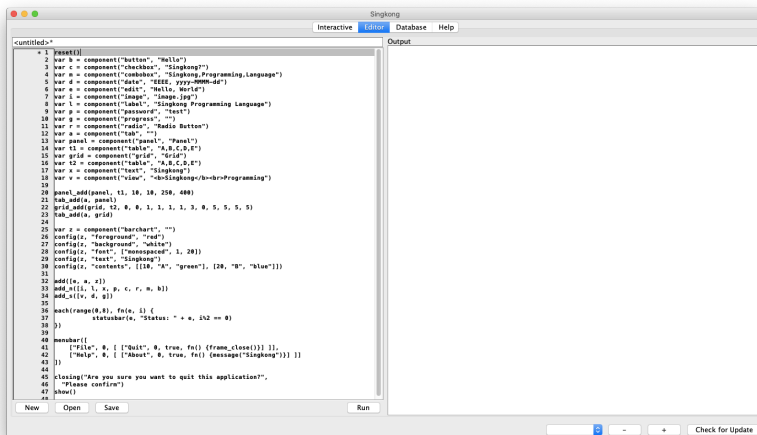 Singkong
Interactive Editor Database Help
<untitled>*
Output
* 1 reset()
2 var b = component("button", "Hello")
3 var c = component("checkbox", "Singkong?")
4 var m = component("combobox", "Singkong,Programming,Language")
5 var d = component("date", "EEEE, yyyy-MMMM-dd")
6 var e = component("edit", "Hello, World")
7 var i = component("image", "image.jpg")
8 var l = component("label", "Singkong Programming Language")
9 var p = component("password", "test")
10 var g = component("progress", "")
11 var r = component("radio", "Radio Button")
12 var a = component("tab", "")
13 var panel = component("panel", "Panel")
14 var t1 = component("table", "A,B,C,D,E")
15 var grid = component("grid", "Grid")
16 var t2 = component("table", "A,B,C,D,E")
17 var x = component("text", "Singkong")
18 var v = component("view", "<b>Singkong</b><br>Programming")
19
20 panel_add(panel, t1, 10, 10, 250, 400)
21 tab_add(a, panel)
22 grid_add(grid, t2, 0, 0, 1, 1, 1, 1, 3, 0, 5, 5, 5, 5)
23 tab_add(a, grid)
24
25 var z = component("barchart", "")
26 config(z, "foreground", "red")
27 config(z, "background", "white")
28 config(z, "font", ["monospaced", 1, 20])
29 config(z, "text", "Singkong")
30 config(z, "contents", [[10, "A", "green"], [20, "B", "blue"]])
31
32 add([e, a, z])
33 add_n([i, l, x, p, c, r, m, b])
34 add_s([v, d, g])
35
36 each(range(0,8), fn(e, i) {
37 statusbar(e, "Status: " + e, i%2 == 0)
38 })
39
40 menubar([
41 ["File", 0, [ ["Quit", 0, true, fn() {frame_close()}] ]],
42 ["Help", 0, [ ["About", 0, true, fn() {message("Singkong")}] ]]
43 ])
44
45 closing("Are you sure you want to quit this application?",
46 "Please confirm")
47 show()
48
New Open Save Run
- + Check for Update